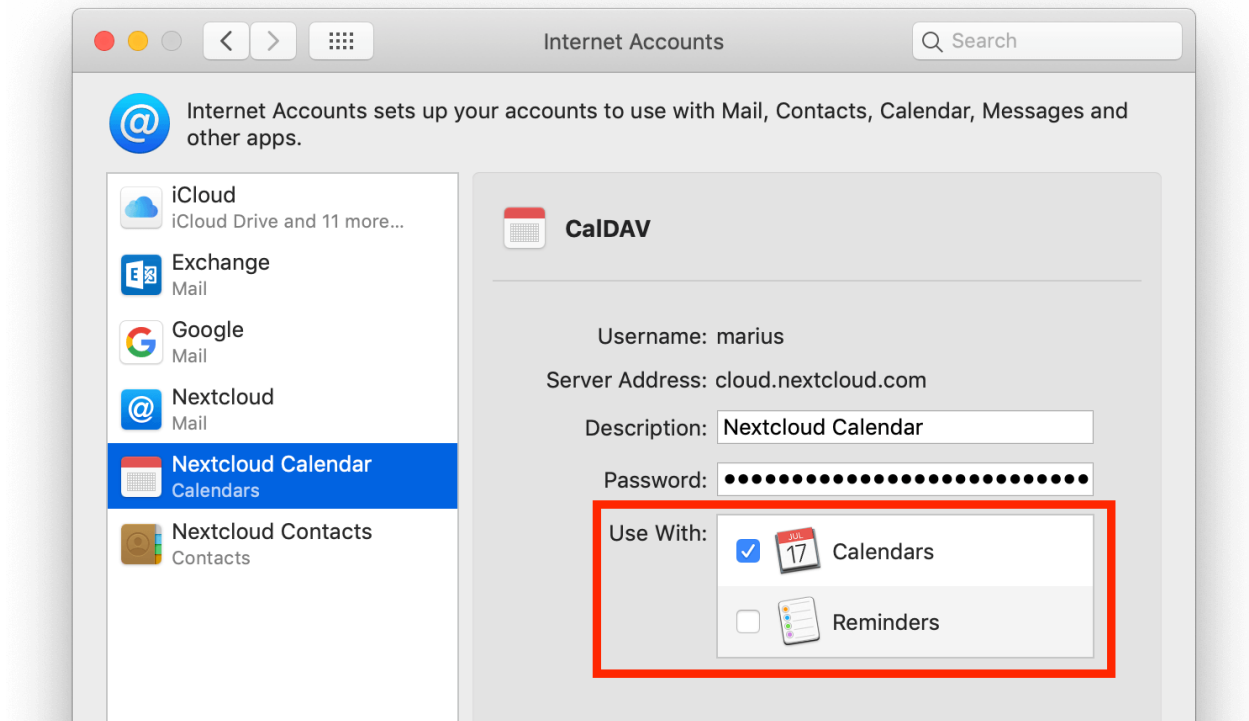 Internet Accounts
Search
Internet Accounts sets up your accounts to use with Mail, Contacts, Calendar, Messages and
other apps.
iCloud
iCloud Drive and 11 more...
Exchange
Mail
Google
Mail
Nextcloud
Mail
Nextcloud Calendar
Calendars
Nextcloud Contacts
Contacts
CalDAV
Username: marius
Server Address: cloud.nextcloud.com
Description: Nextcloud Calendar
Password: ●●●●●●●●●●●●●●●●●●●●●●●●●●●
Use With:
JUL
17
Calendars
Reminders